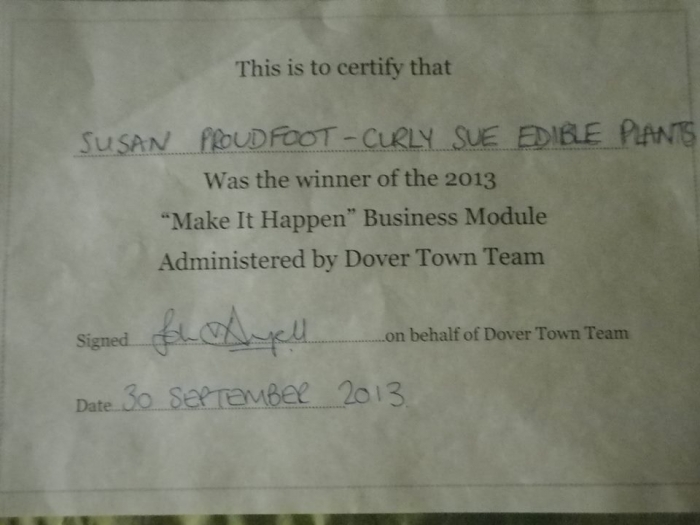 This is to certify that
SUSAN PROUDFOOT - CURLY SUE EDIBLE PLANTS
Was the winner of the 2013
“Make It Happen” Business Module
Administered by Dover Town Team
Signed on behalf of Dover Town Team
Date 30 SEPTEMBER 2013